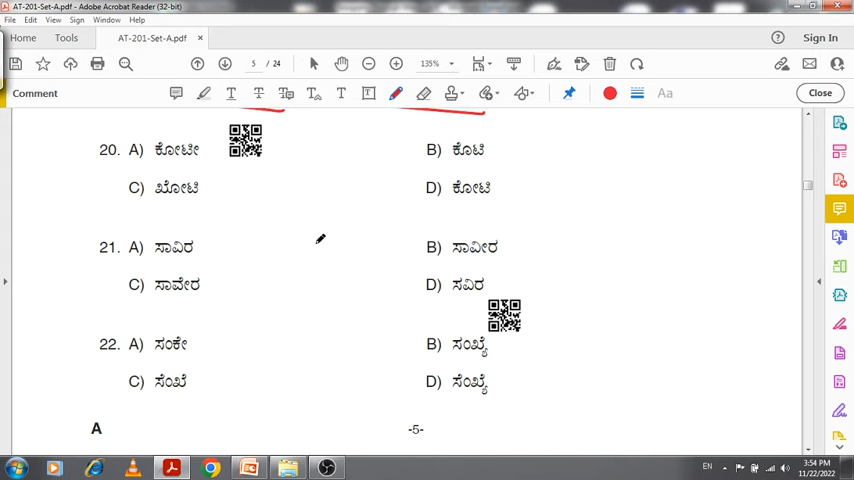 AT-201-Set-A.pdf - Adobe Acrobat Reader (32-bit)
File Edit View Sign Window Help
Home Tools AT-201-Set-A.pdf × Sign In
5 / 24 135%
Comment Close
20. A) ಕೋಟೀ B) ಕೊಟಿ
C) ಖೋಟಿ D) ಕೋಟಿ
21. A) ಸಾವಿರ B) ಸಾವೀರ
C) ಸಾವೇರ D) ಸವಿರ
22. A) ಸಂಕೇ B) ಸಂಖ್ಯೆ
C) ಸೆಂಖೆ D) ಸೆಂಖ್ಯೆ
A -5-
EN 3:54 PM
11/22/2022